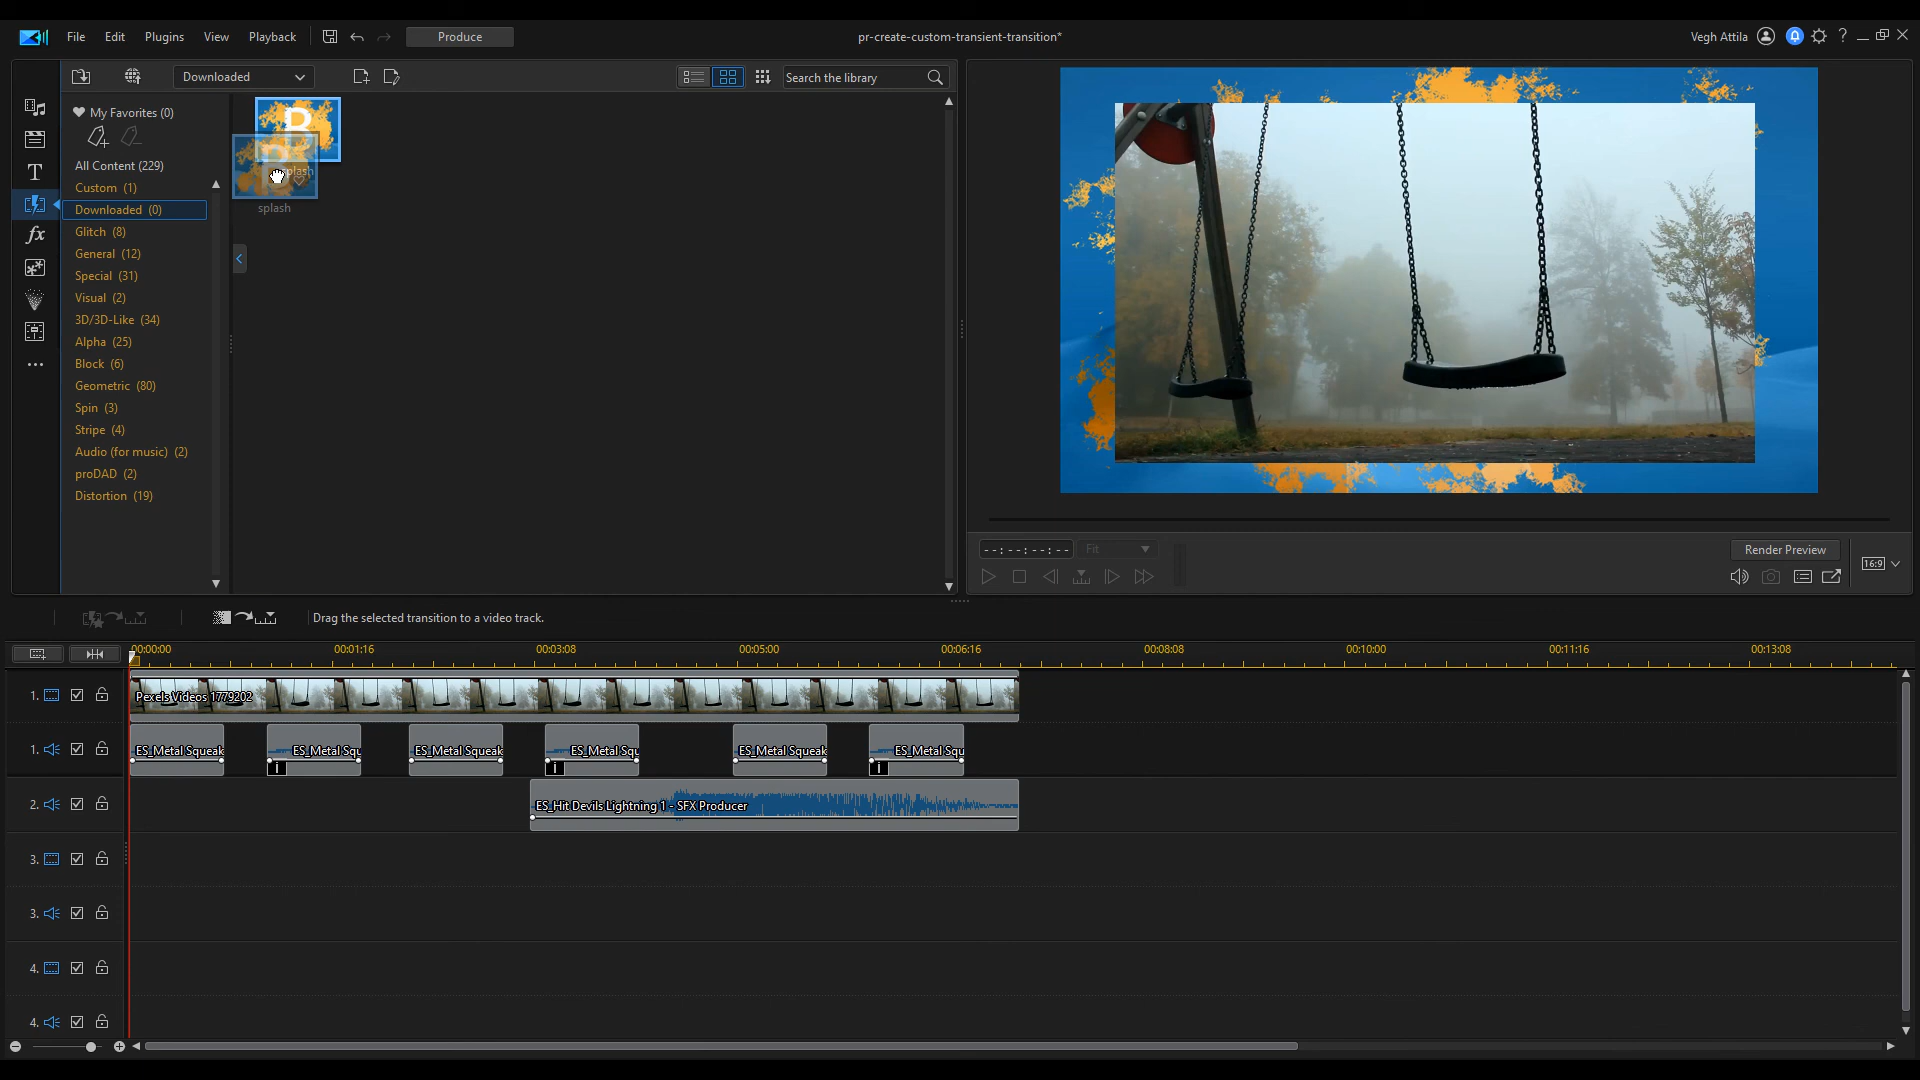 File Edit Plugins View Playback Produce pr-create-custom-transient-transition* Vegh Attila ?
Downloaded Search the library
My Favorites (0)
All Content (229)
Custom (1)
Downloaded (0)
Glitch (8)
General (12)
Special (31)
Visual (2)
3D/3D-Like (34)
Alpha (25)
Block (6)
Geometric (80)
Spin (3)
Stripe (4)
Audio (for music) (2)
proDAD (2)
Distortion (19)
T
fx
B
splash
splash
--:--:--:-- Fit Render Preview
16:9
Drag the selected transition to a video track.
00:00:00 00:01:16 00:03:08 00:05:00 00:06:16 00:08:08 00:10:00 00:11:16 00:13:08
1. Pexels Videos 1779202
1. ES_Metal Squeak ES_Metal Squ ES_Metal Squeak ES_Metal Squ ES_Metal Squeak ES_Metal Squ
i i i
2. ES_Hit Devils Lightning 1 - SFX Producer
3.
3.
4.
4.